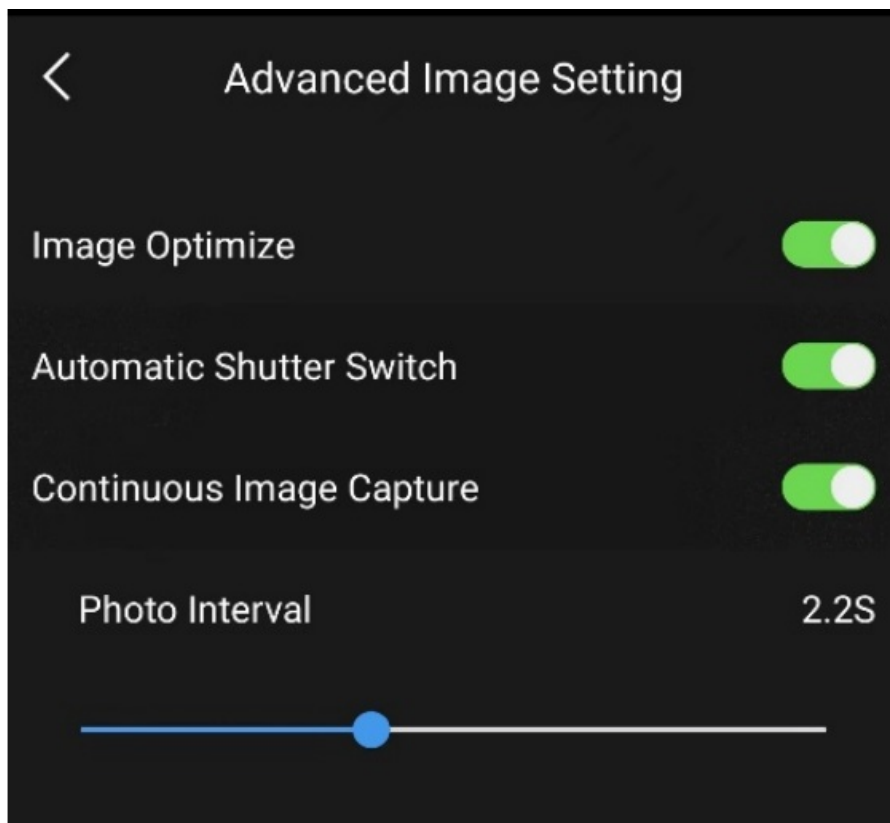 Advanced Image Setting
Image Optimize
Automatic Shutter Switch
Continuous Image Capture
Photo Interval 2.2S